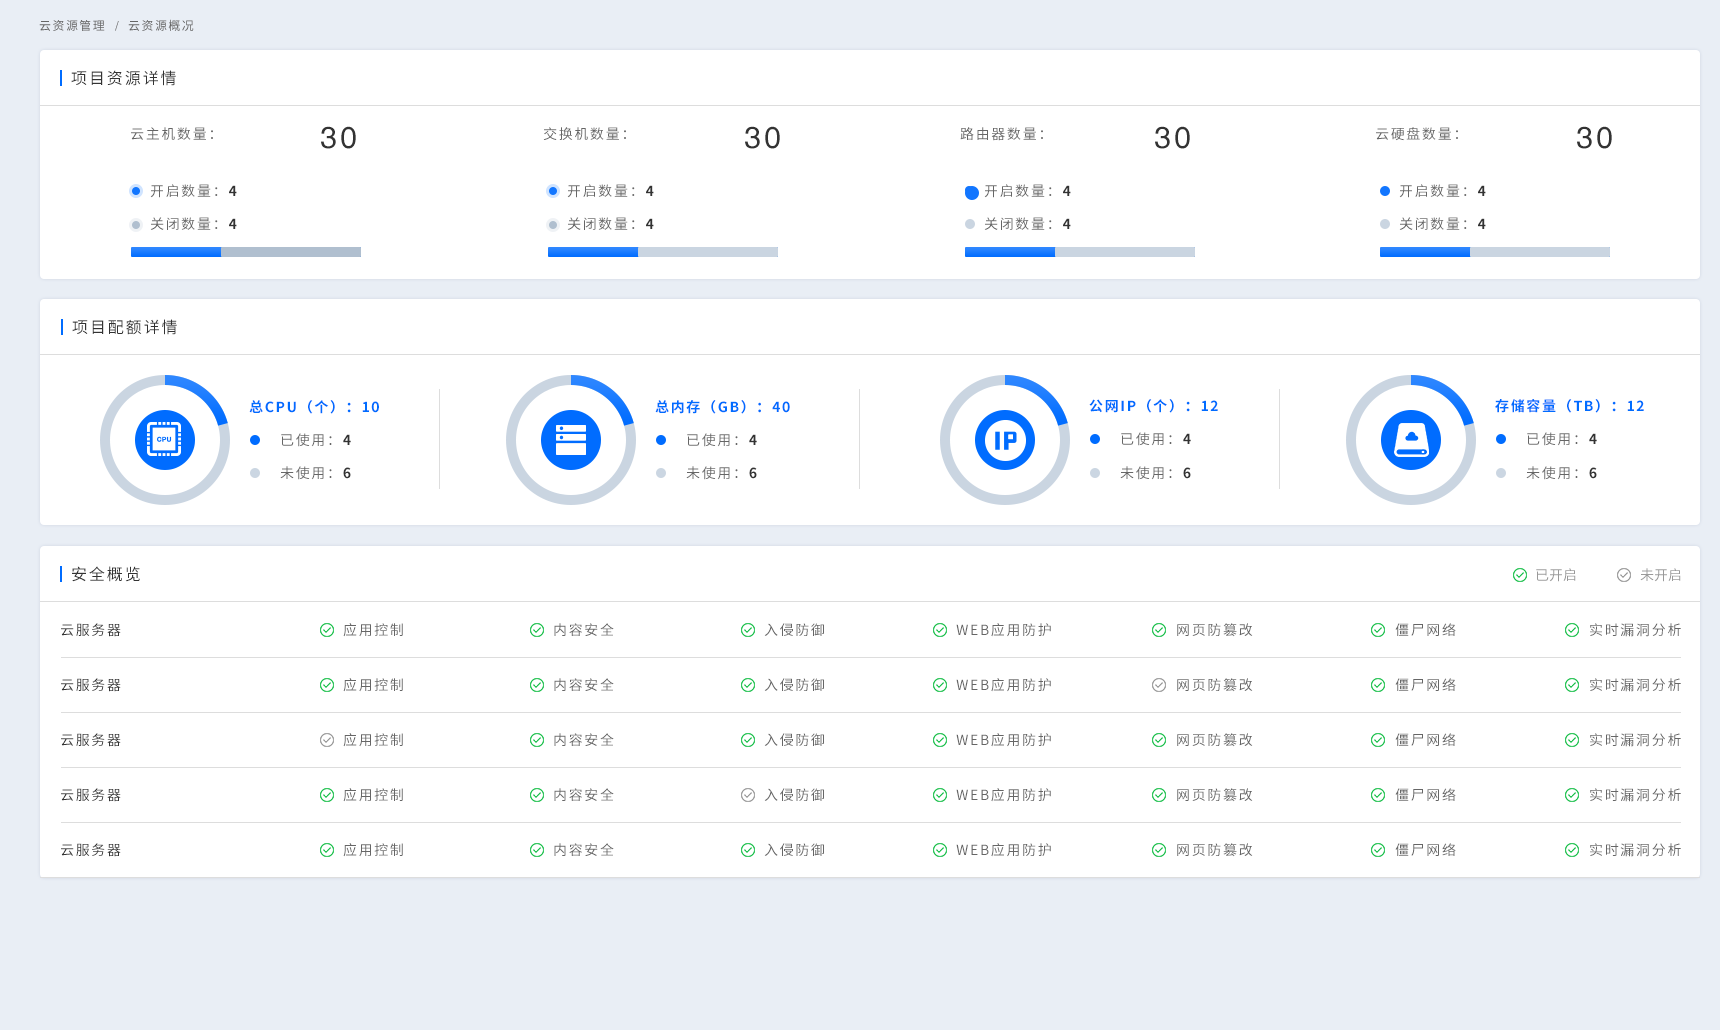 云资源管理 / 云资源概况
项目资源详情
云主机数量： 30
开启数量：4
关闭数量：4
交换机数量： 30
开启数量：4
关闭数量：4
路由器数量： 30
开启数量：4
关闭数量：4
云硬盘数量： 30
开启数量：4
关闭数量：4
项目配额详情
CPU
总CPU（个）：10
已使用：4
未使用：6
总内存（GB）：40
已使用：4
未使用：6
IP
公网IP（个）：12
已使用：4
未使用：6
存储容量（TB）：12
已使用：4
未使用：6
安全概览 已开启 未开启
云服务器 应用控制 内容安全 入侵防御 WEB应用防护 网页防篡改 僵尸网络 实时漏洞分析
云服务器 应用控制 内容安全 入侵防御 WEB应用防护 网页防篡改 僵尸网络 实时漏洞分析
云服务器 应用控制 内容安全 入侵防御 WEB应用防护 网页防篡改 僵尸网络 实时漏洞分析
云服务器 应用控制 内容安全 入侵防御 WEB应用防护 网页防篡改 僵尸网络 实时漏洞分析
云服务器 应用控制 内容安全 入侵防御 WEB应用防护 网页防篡改 僵尸网络 实时漏洞分析